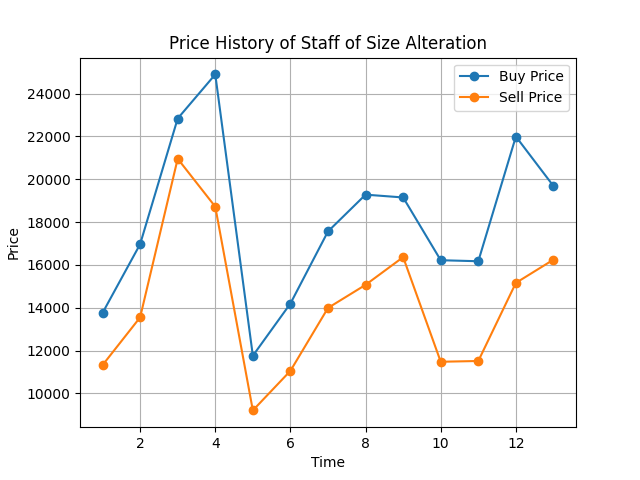 Price History of Staff of Size Alteration
Buy Price
Sell Price
Price
24000
22000
20000
18000
16000
14000
12000
10000
2 4 6 8 10 12
Time